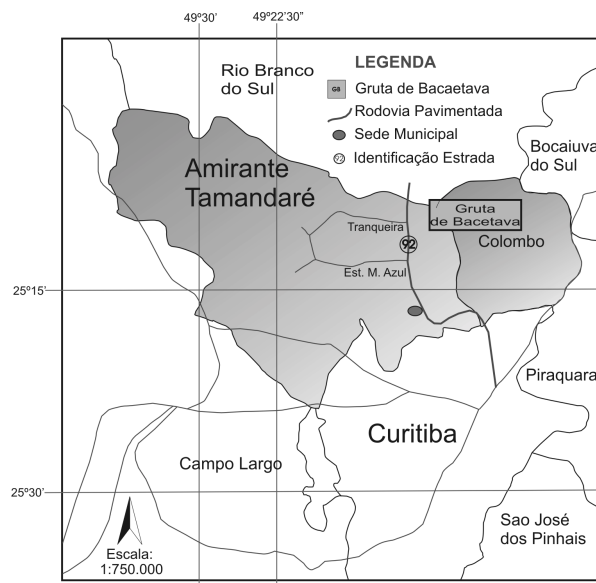 49º30'
49º22'30"
Rio Branco
do Sul
LEGENDA
GB
Gruta de Bacaetava
Rodovia Pavimentada
Sede Municipal
92
Identificação Estrada
Bocaiuva
do Sul
Amirante
Tamandaré
Gruta
de Bacetava
Tranqueira
92
Colombo
Est. M. Azul
25º15'
Piraquara
Curitiba
Campo Largo
25º30'
Sao José
dos Pinhais
Escala:
1:750.000